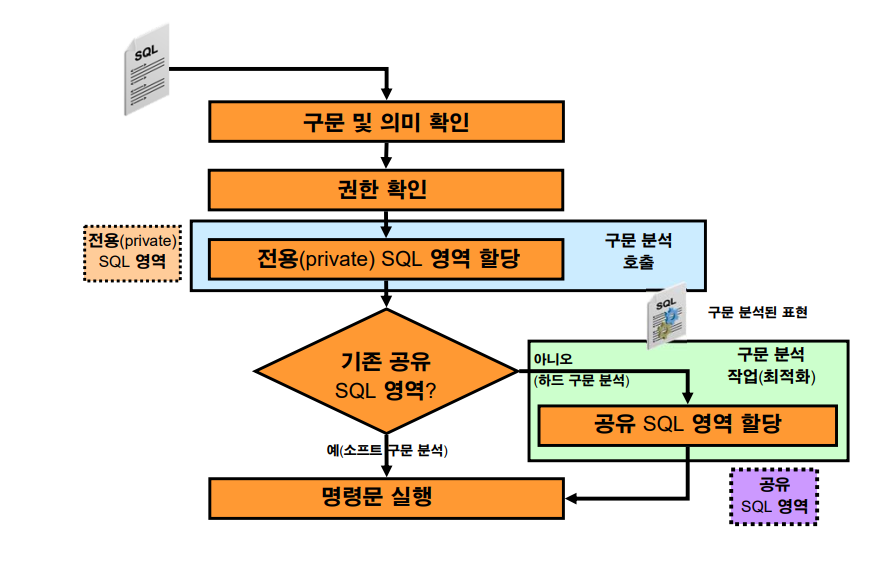 SQL
구문 및 의미 확인
권한 확인
전용(private)
SQL 영역
전용(private) SQL 영역 할당
구문 분석
호출
SQL
구문 분석된 표현
기존 공유
SQL 영역?
아니오
(하드 구문 분석)
구문 분석
작업(최적화)
공유 SQL 영역 할당
예(소프트 구문 분석)
명령문 실행
공유
SQL 영역